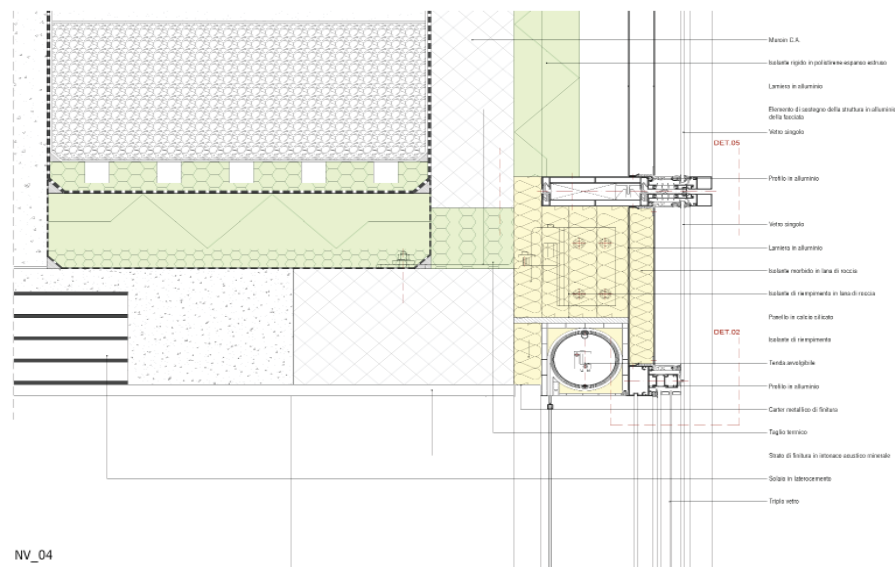 Muro in C.A.
Isolante rigido in polistirene espanso estruso
Lamiera in alluminio
Elemento di sostegno della struttura in alluminio
della facciata
Vetro singolo
DET.05
Profilo in alluminio
Vetro singolo
Lamiera in alluminio
Isolante morbido in lana di roccia
Isolante di riempimento in lana di roccia
Panello in calcio silicato
DET.02
Isolante di riempimento
Tenda avvolgibile
Profilo in alluminio
Carter metallico di finitura
Taglio termico
Strato di finitura in intonaco acustico minerale
Solaio in laterocemento
Triplo vetro
NV_04